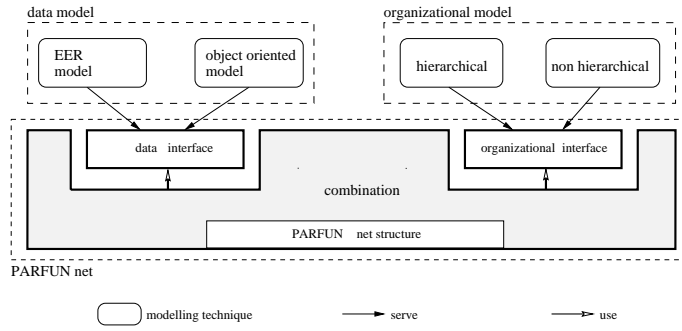 data model
organizational model
EER
model
object oriented
model
hierarchical
non hierarchical
data interface
organizational interface
combination
PARFUN net structure
PARFUN net
modelling technique
serve
use